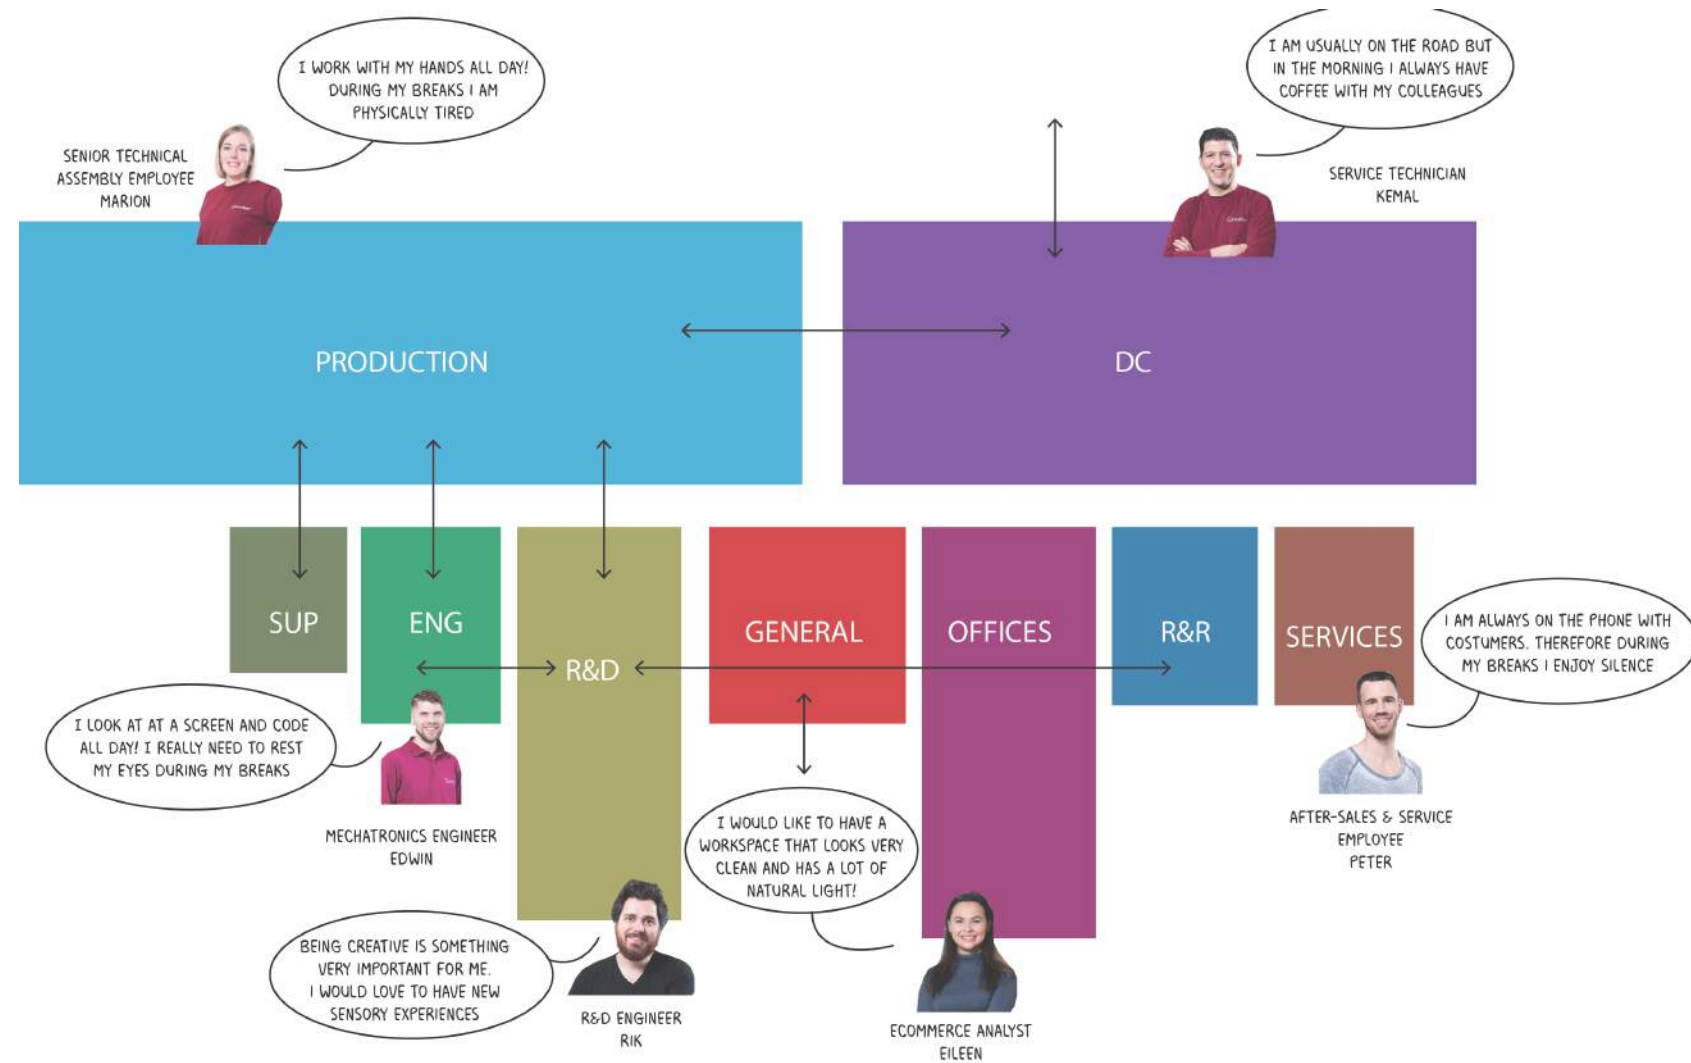 I WORK WITH MY HANDS ALL DAY!
DURING MY BREAKS I AM
PHYSICALLY TIRED
SENIOR TECHNICAL
ASSEMBLY EMPLOYEE
MARION
I AM USUALLY ON THE ROAD BUT
IN THE MORNING I ALWAYS HAVE
COFFEE WITH MY COLLEAGUES
SERVICE TECHNICIAN
KEMAL
PRODUCTION
DC
SUP
ENG
R&D
GENERAL
OFFICES
R&R
SERVICES
I AM ALWAYS ON THE PHONE WITH
COSTUMERS. THEREFORE DURING
MY BREAKS I ENJOY SILENCE
AFTER-SALES & SERVICE
EMPLOYEE
PETER
I LOOK AT AT A SCREEN AND CODE
ALL DAY! I REALLY NEED TO REST
MY EYES DURING MY BREAKS
MECHATRONICS ENGINEER
EDWIN
I WOULD LIKE TO HAVE A
WORKSPACE THAT LOOKS VERY
CLEAN AND HAS A LOT OF
NATURAL LIGHT!
ECOMMERCE ANALYST
EILEEN
BEING CREATIVE IS SOMETHING
VERY IMPORTANT FOR ME.
I WOULD LOVE TO HAVE NEW
SENSORY EXPERIENCES
R&D ENGINEER
RIK